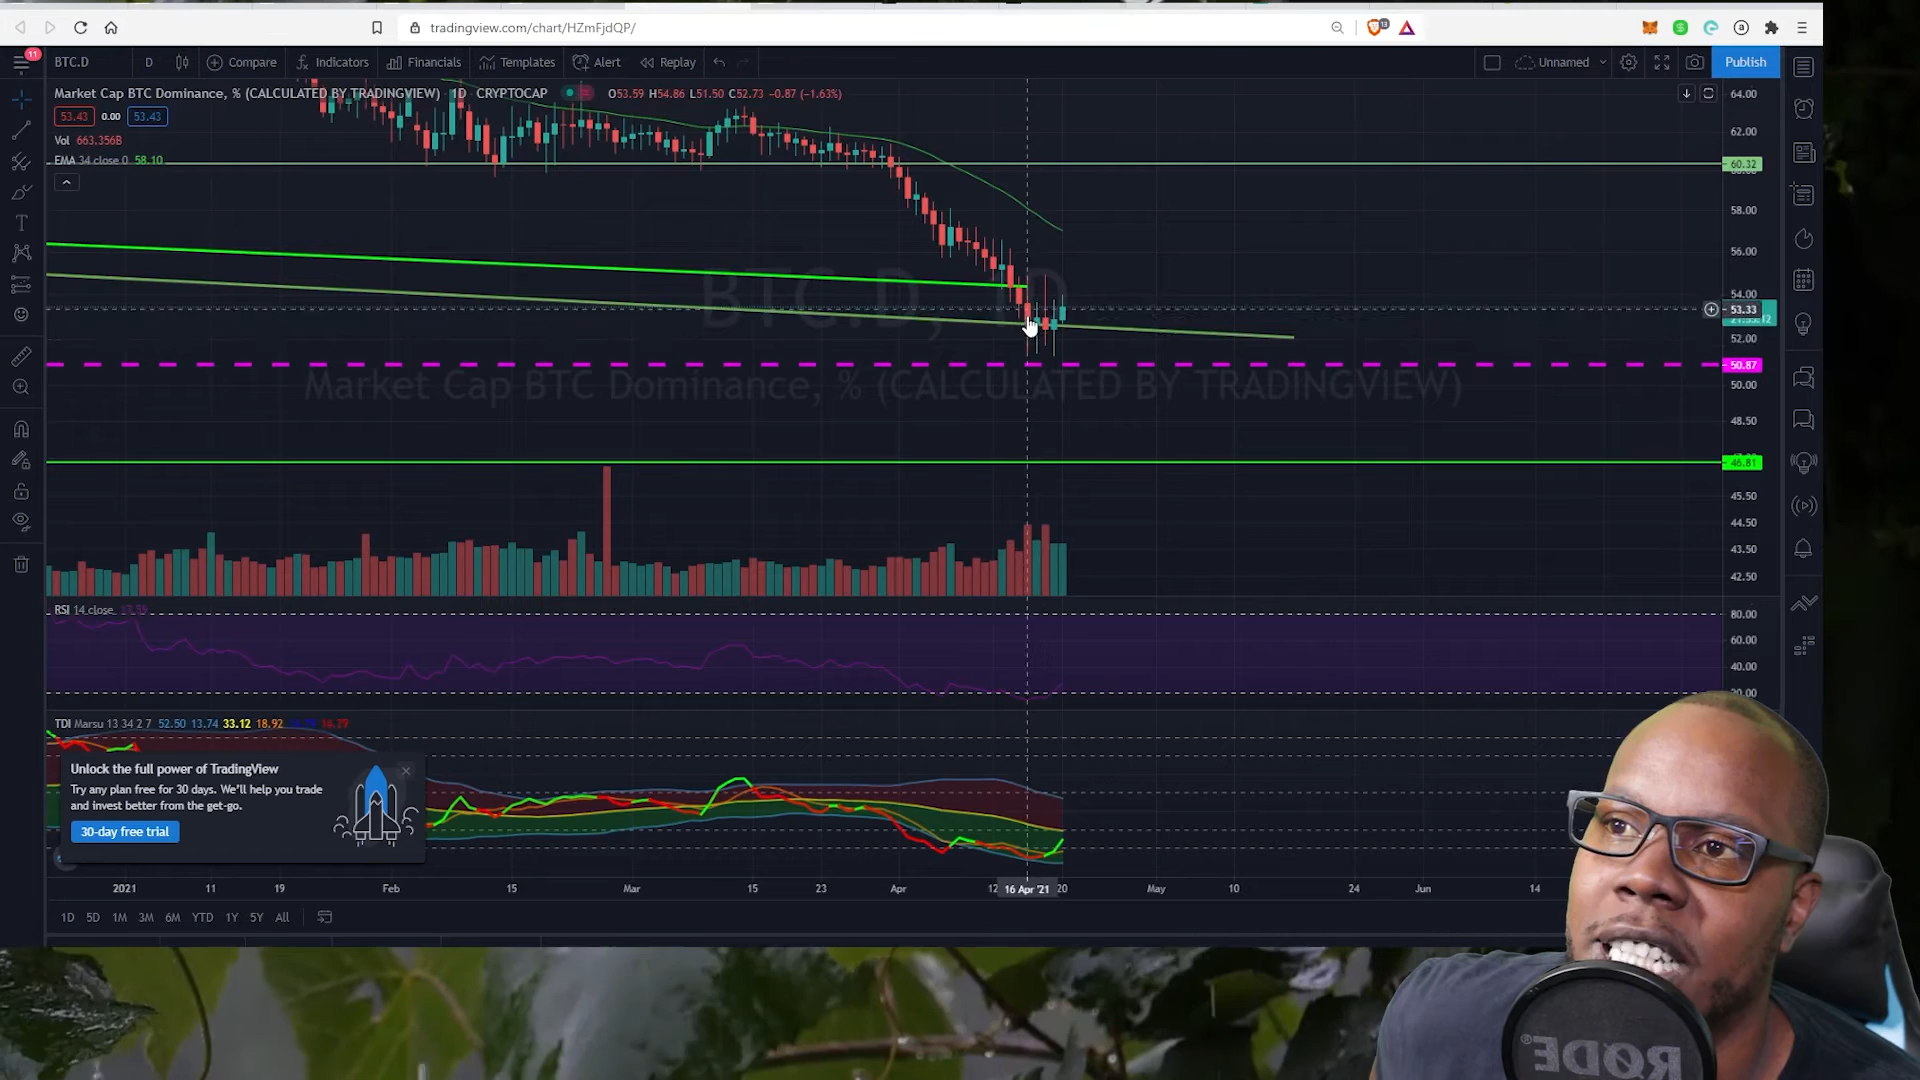 tradingview.com/chart/HZmFjdQP/
13
11
BTC.D
D
Compare
Indicators
Financials
Templates
Alert
Replay
Unnamed
Publish
Market Cap BTC Dominance, % (CALCULATED BY TRADINGVIEW) 1D CRYPTOCAP
O53.59 H54.86 L51.50 C52.73 -0.87 (-1.63%)
53.43 0.00 53.43
Vol 663.356B
EMA 34 close 0 58.10
64.00
62.00
60.32
58.00
56.00
54.00
53.33
52.00
50.87
50.00
48.50
46.81
45.50
44.50
43.50
42.50
BTC.D, 1D
Market Cap BTC Dominance, % (CALCULATED BY TRADINGVIEW)
RSI 14 close
80.00
60.00
40.00
20.00
TDI Marsu 13 34 2 7 52.50 13.74 33.12 18.92
Unlock the full power of TradingView
Try any plan free for 30 days. We'll help you trade
and invest better from the get-go.
30-day free trial
2021 11 19 Feb 15 Mar 15 23 Apr 12 16 Apr '21 20 May 10 24 Jun 14
1D 5D 1M 3M 6M YTD 1Y 5Y All
RØDE